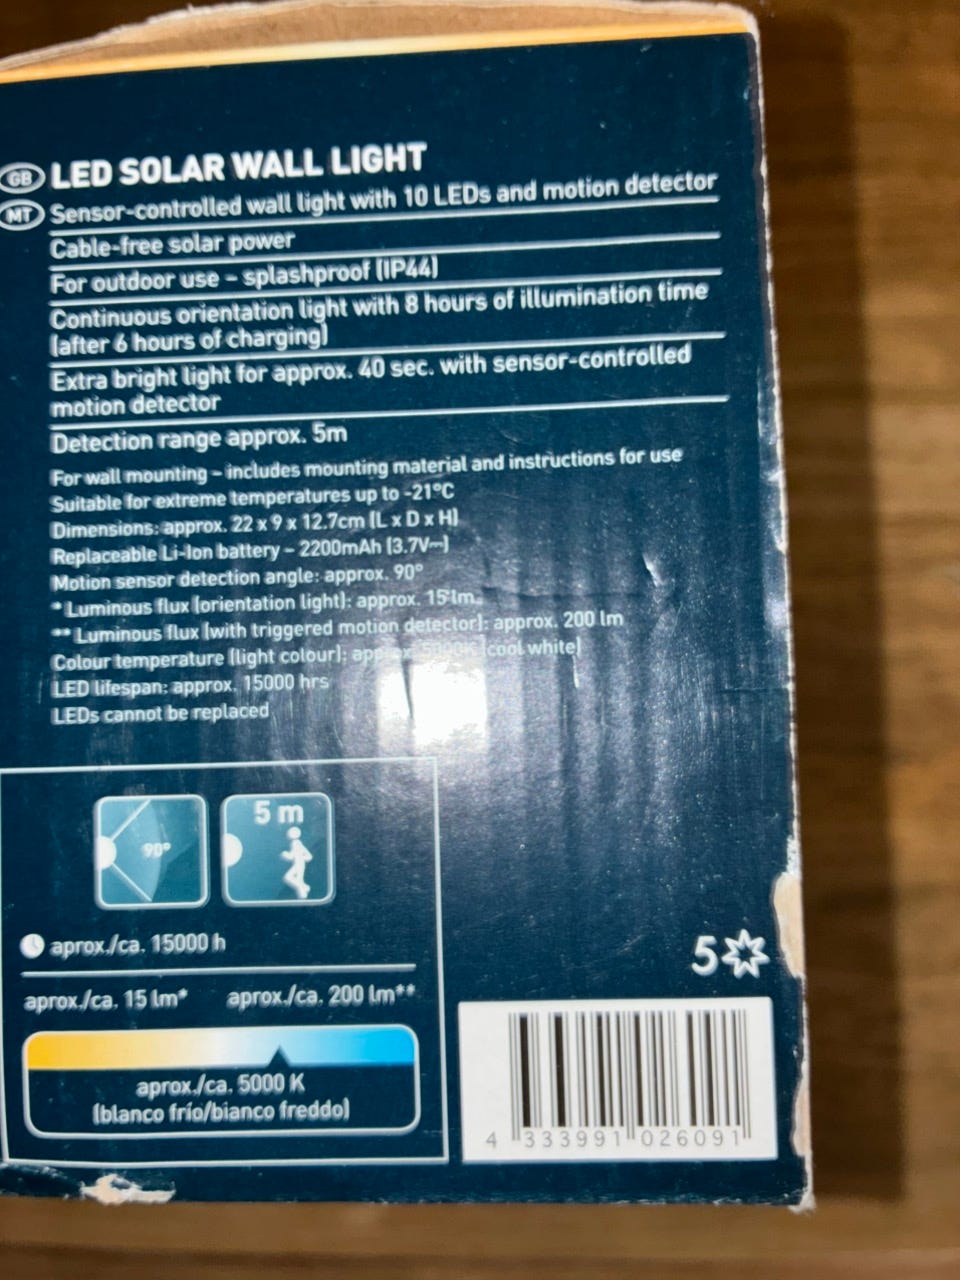 GB LED SOLAR WALL LIGHT
MT Sensor-controlled wall light with 10 LEDs and motion detector
Cable-free solar power
For outdoor use – splashproof (IP44)
Continuous orientation light with 8 hours of illumination time
(after 6 hours of charging)
Extra bright light for approx. 40 sec. with sensor-controlled
motion detector
Detection range approx. 5m
For wall mounting – includes mounting material and instructions for use
Suitable for extreme temperatures up to -21°C
Dimensions: approx. 22 x 9 x 12.7cm (L x D x H)
Replaceable Li-Ion battery – 2200mAh (3.7V⎓)
Motion sensor detection angle: approx. 90°
* Luminous flux (orientation light): approx. 15 lm
** Luminous flux (with triggered motion detector): approx. 200 lm
Colour temperature (light colour): approx. 5000K (cool white)
LED lifespan: approx. 15000 hrs
LEDs cannot be replaced
90°
5 m
aprox./ca. 15000 h
aprox./ca. 15 lm* aprox./ca. 200 lm**
aprox./ca. 5000 K
(blanco frío/bianco freddo)
5
4 333991 026091